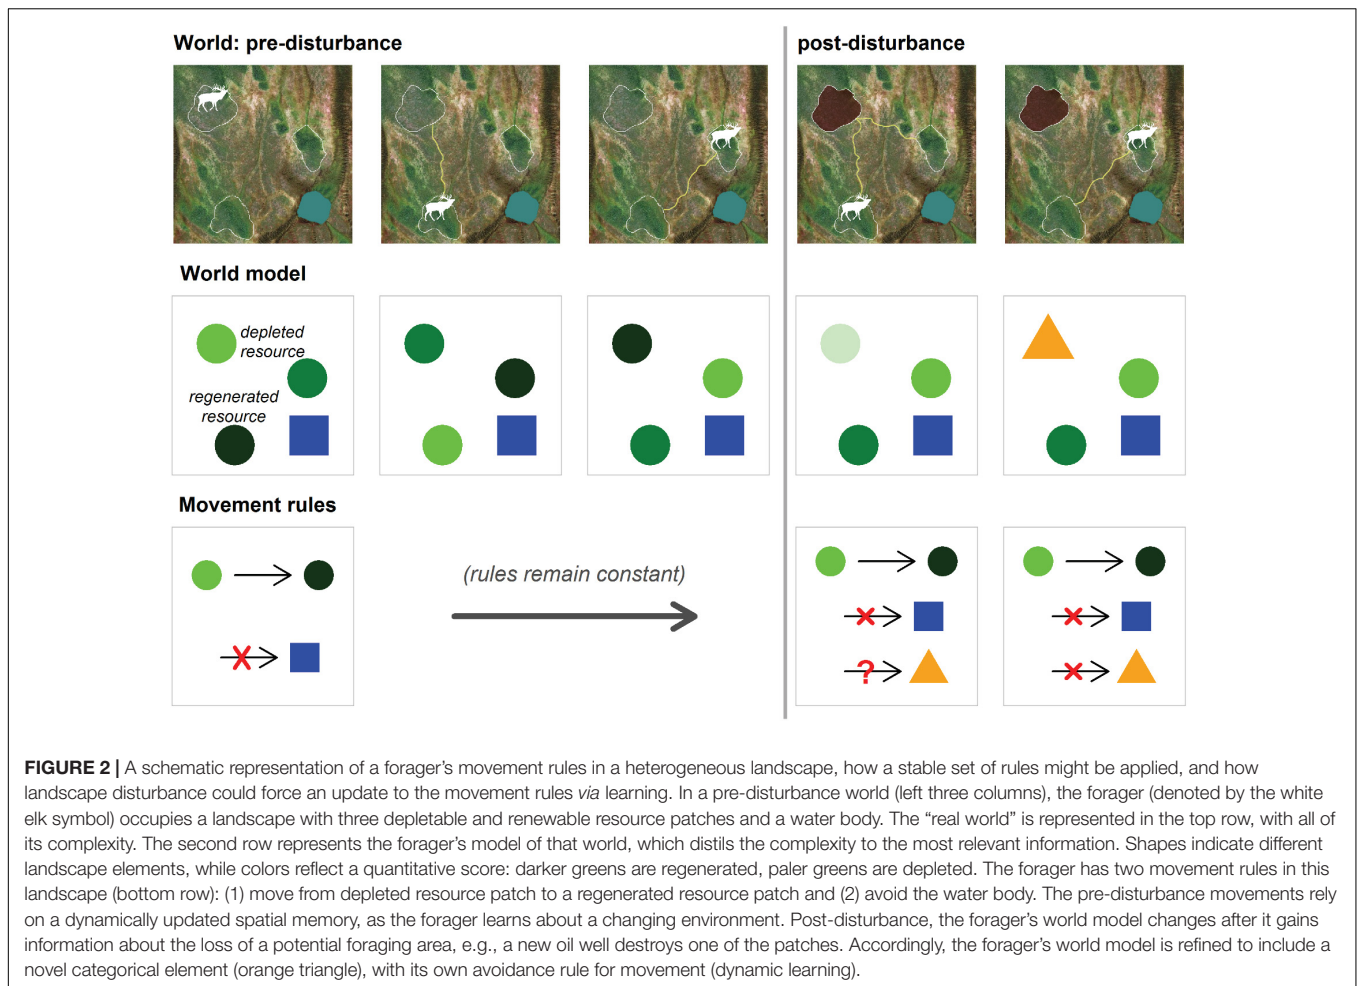 World: pre-disturbance
post-disturbance
World model
depleted
resource
regenerated
resource
Movement rules
(rules remain constant)
?
FIGURE 2 | A schematic representation of a forager's movement rules in a heterogeneous landscape, how a stable set of rules might be applied, and how
landscape disturbance could force an update to the movement rules via learning. In a pre-disturbance world (left three columns), the forager (denoted by the white
elk symbol) occupies a landscape with three depletable and renewable resource patches and a water body. The “real world” is represented in the top row, with all of
its complexity. The second row represents the forager's model of that world, which distils the complexity to the most relevant information. Shapes indicate different
landscape elements, while colors reflect a quantitative score: darker greens are regenerated, paler greens are depleted. The forager has two movement rules in this
landscape (bottom row): (1) move from depleted resource patch to a regenerated resource patch and (2) avoid the water body. The pre-disturbance movements rely
on a dynamically updated spatial memory, as the forager learns about a changing environment. Post-disturbance, the forager's world model changes after it gains
information about the loss of a potential foraging area, e.g., a new oil well destroys one of the patches. Accordingly, the forager's world model is refined to include a
novel categorical element (orange triangle), with its own avoidance rule for movement (dynamic learning).